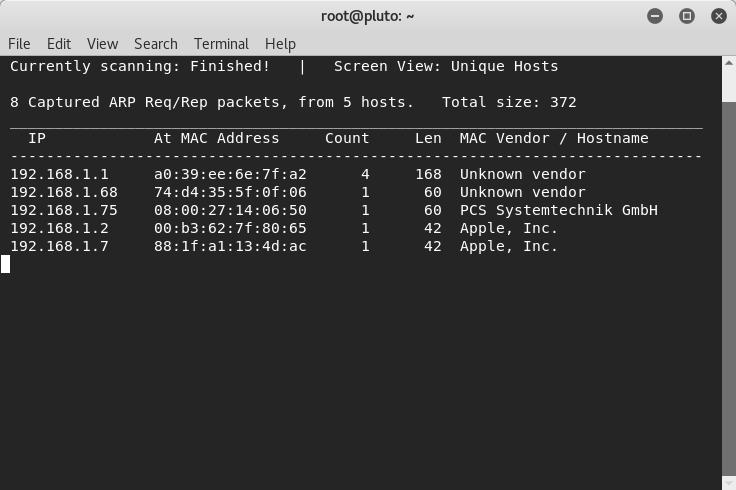 root@pluto: ~
File Edit View Search Terminal Help
Currently scanning: Finished! | Screen View: Unique Hosts
8 Captured ARP Req/Rep packets, from 5 hosts. Total size: 372
_____________________________________________________________________________
IP At MAC Address Count Len MAC Vendor / Hostname
-----------------------------------------------------------------------------
192.168.1.1 a0:39:ee:6e:7f:a2 4 168 Unknown vendor
192.168.1.68 74:d4:35:5f:0f:06 1 60 Unknown vendor
192.168.1.75 08:00:27:14:06:50 1 60 PCS Systemtechnik GmbH
192.168.1.2 00:b3:62:7f:80:65 1 42 Apple, Inc.
192.168.1.7 88:1f:a1:13:4d:ac 1 42 Apple, Inc.